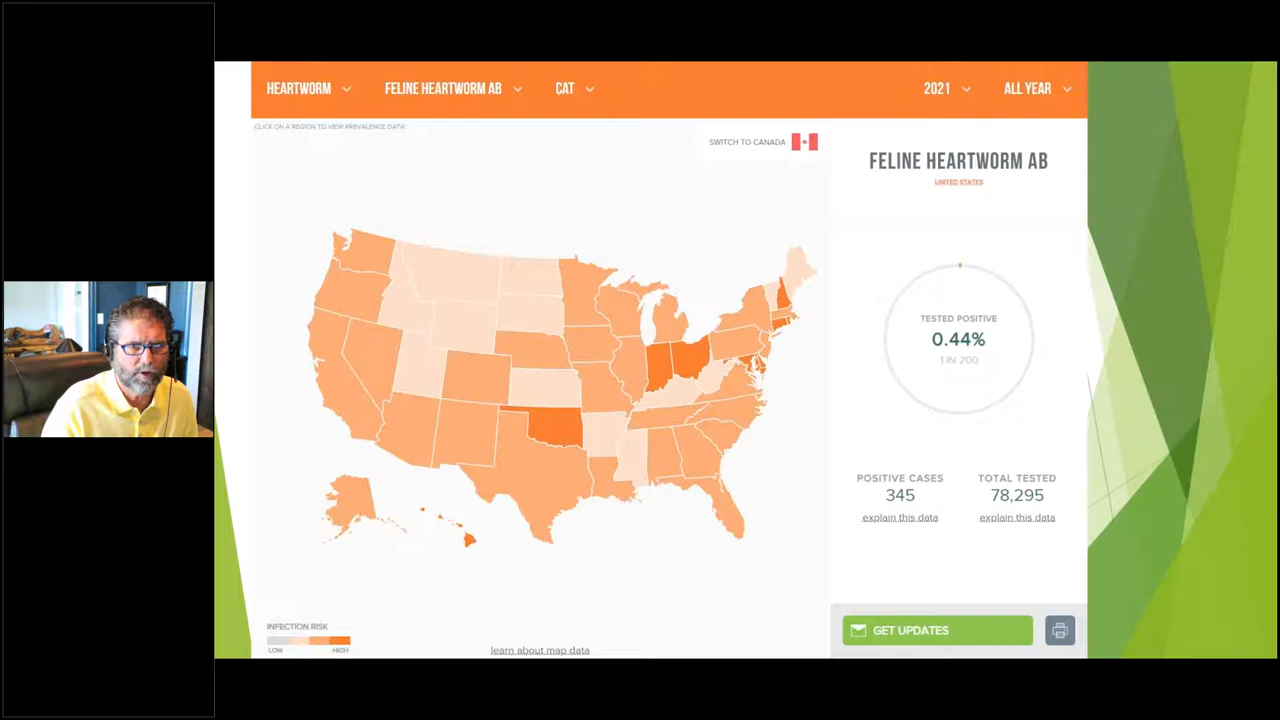 HEARTWORM FELINE HEARTWORM AB CAT 2021 ALL YEAR
CLICK ON A REGION TO VIEW PREVALENCE DATA
SWITCH TO CANADA
FELINE HEARTWORM AB
UNITED STATES
TESTED POSITIVE
0.44%
1 IN 200
POSITIVE CASES TOTAL TESTED
345 78,295
explain this data explain this data
INFECTION RISK
LOW HIGH
learn about map data
GET UPDATES